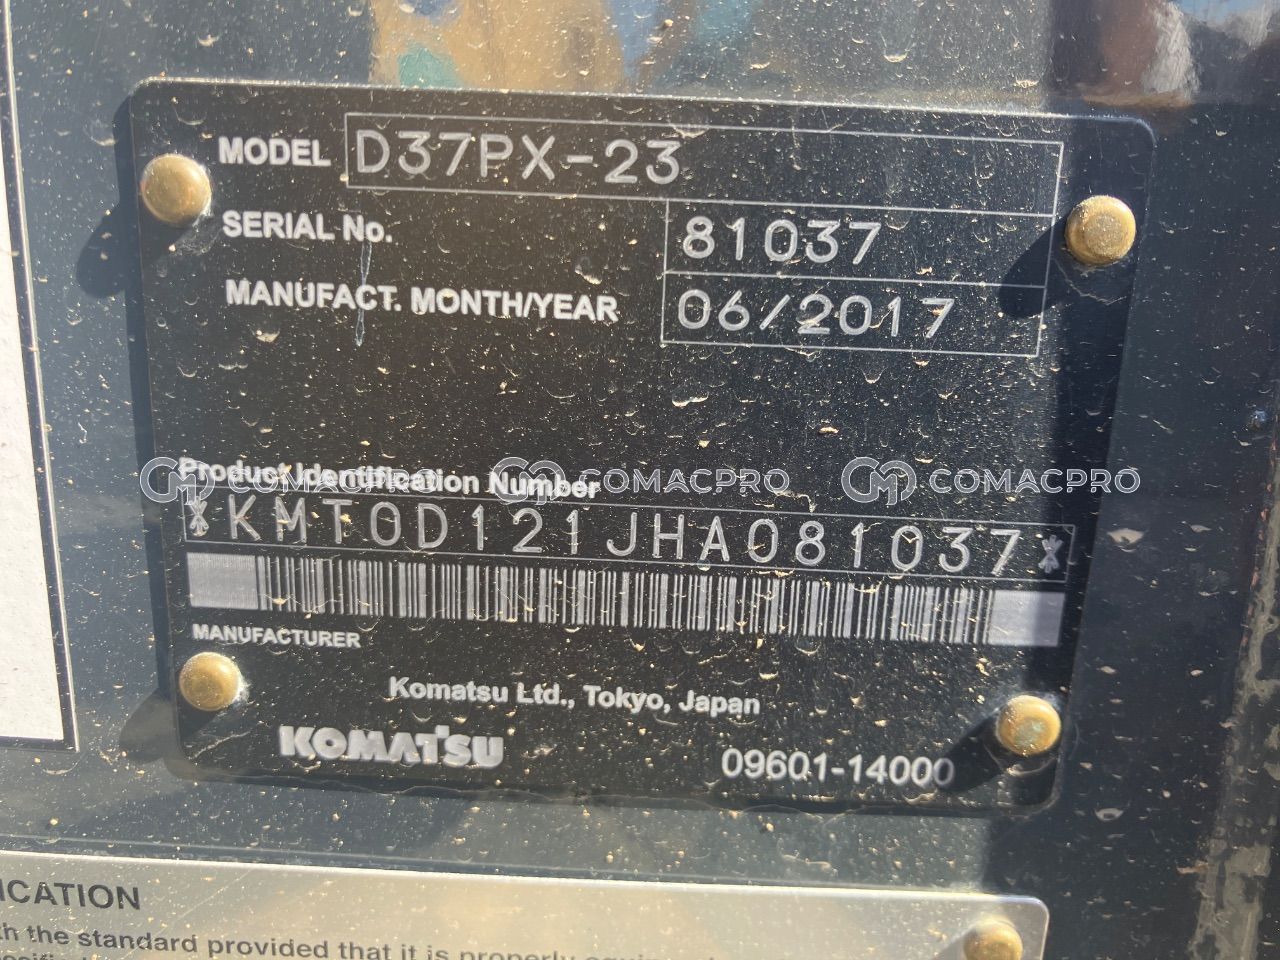 MODEL D37PX-23
SERIAL No. 81037
MANUFACT. MONTH/YEAR 06/2017
Product Identification Number
COMACPRO COMACPRO COMACPRO
*KMT0D121JHA081037*
MANUFACTURER
Komatsu Ltd., Tokyo, Japan
KOMATSU 09601-14000
ICATION
th the standard provided that it is properly